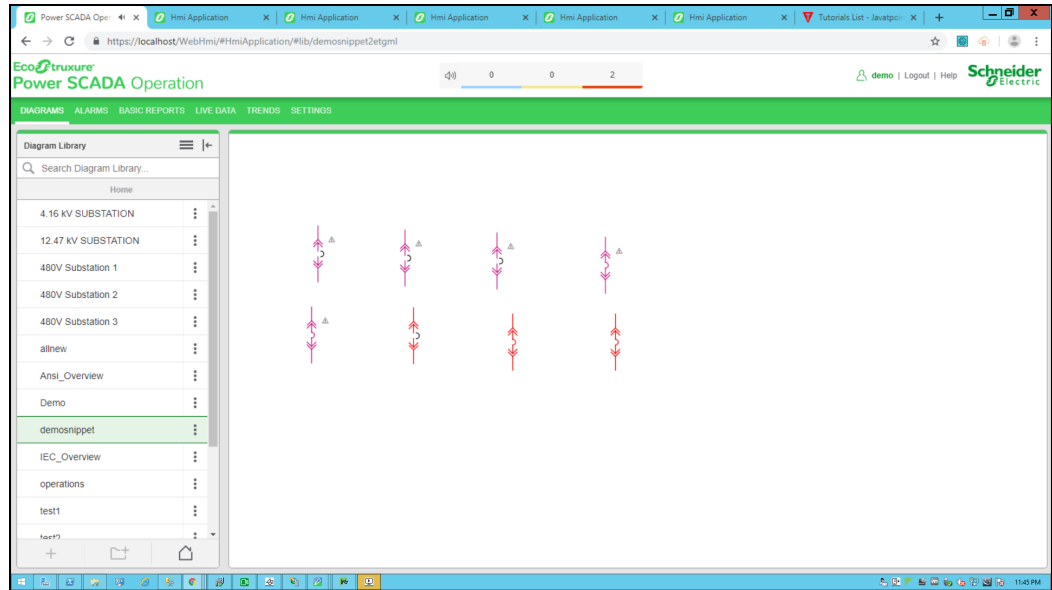 Power SCADA Oper
Hmi Application
Hmi Application
Hmi Application
Hmi Application
Hmi Application
Tutorials List - Javatpoin
https://localhost/WebHmi/#HmiApplication/#lib/demosnippet2etgml
EcoStruxure
Power SCADA Operation
0 0 2
demo | Logout | Help
Schneider
Electric
DIAGRAMS ALARMS BASIC REPORTS LIVE DATA TRENDS SETTINGS
Diagram Library
Search Diagram Library...
Home
4.16 kV SUBSTATION
12.47 kV SUBSTATION
480V Substation 1
480V Substation 2
480V Substation 3
allnew
Ansi_Overview
Demo
demosnippet
IEC_Overview
operations
test1
test2
11:45 PM